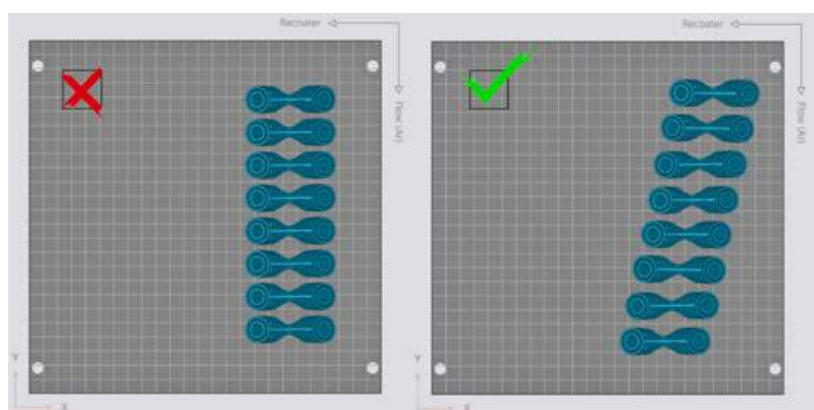 Recoater
Flow (Ar)
Y
X
Recoater
Flow (Ar)
Y
X